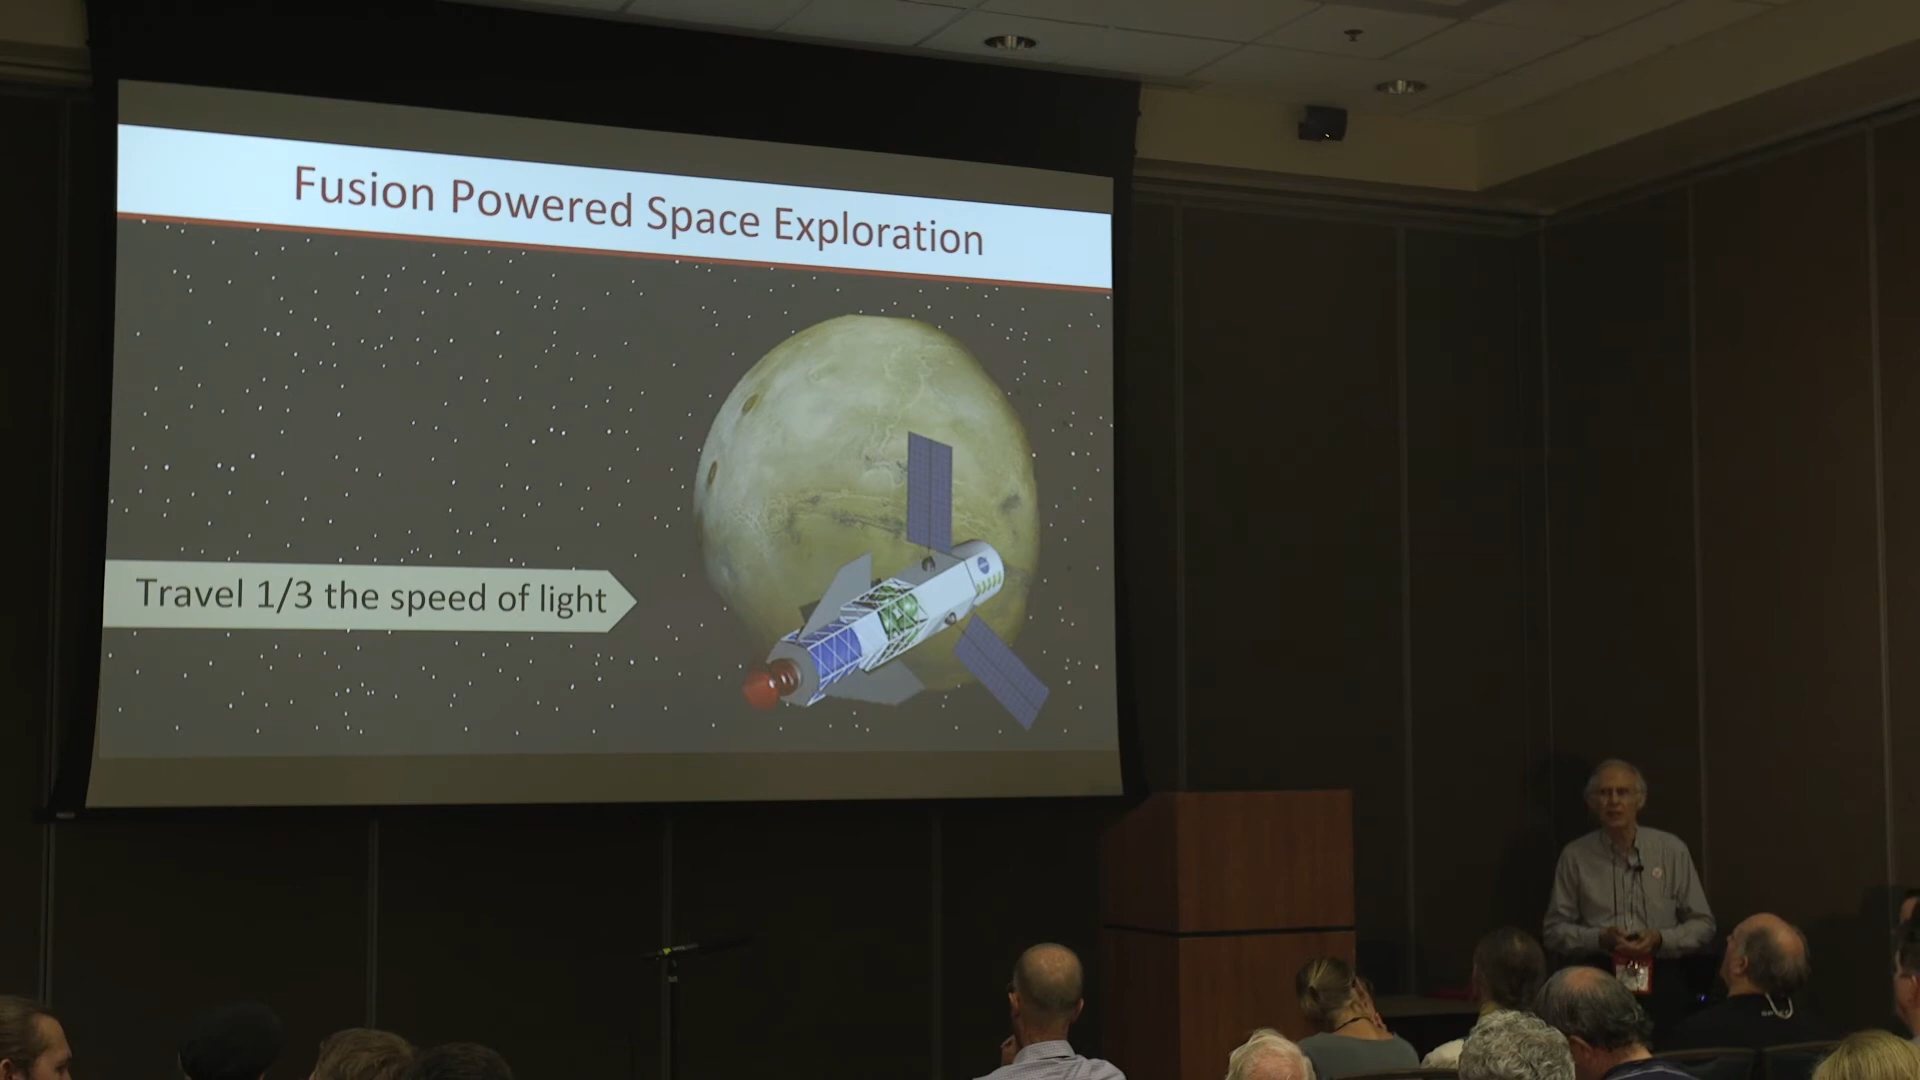 Fusion Powered Space Exploration
Travel 1/3 the speed of light